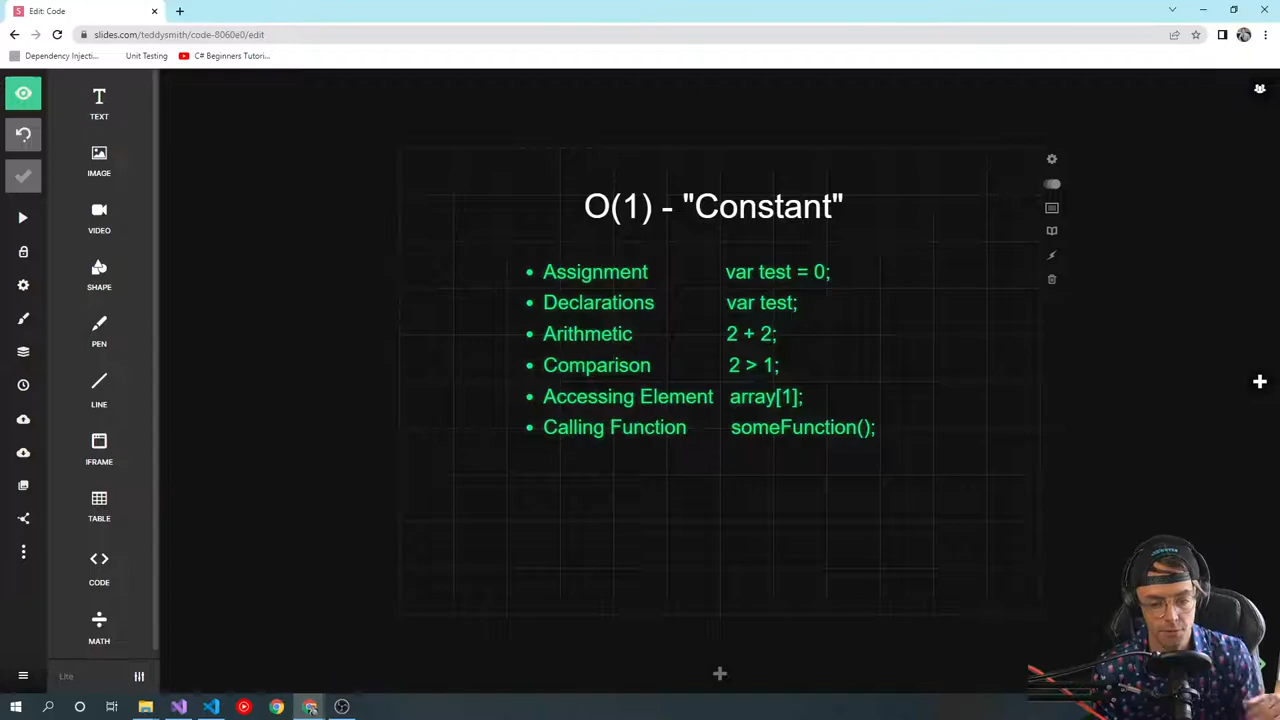 Edit: Code
slides.com/teddysmith/code-8060e0/edit
Dependency Injecti...
Unit Testing
C# Beginners Tutori...
TEXT
IMAGE
VIDEO
SHAPE
PEN
LINE
IFRAME
TABLE
CODE
MATH
Lite
O(1) - "Constant"
• Assignment var test = 0;
• Declarations var test;
• Arithmetic 2 + 2;
• Comparison 2 > 1;
• Accessing Element array[1];
• Calling Function someFunction();